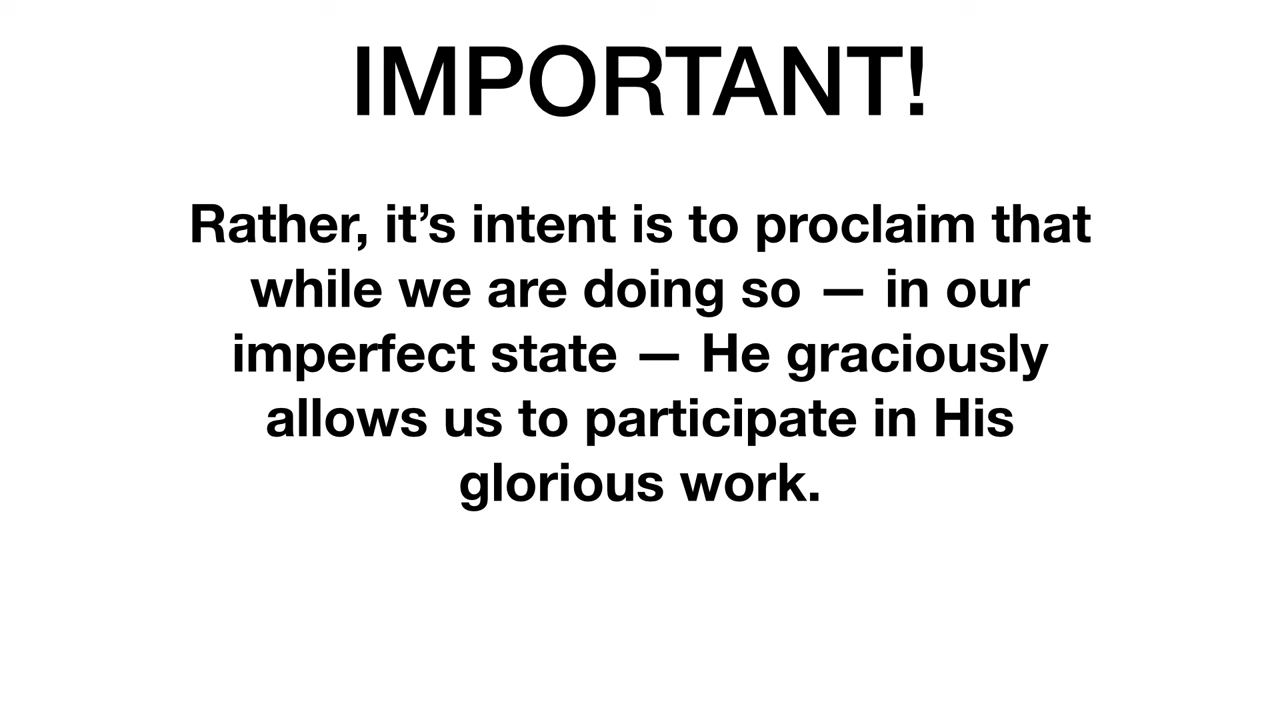 IMPORTANT!
Rather, it’s intent is to proclaim that
while we are doing so — in our
imperfect state — He graciously
allows us to participate in His
glorious work.